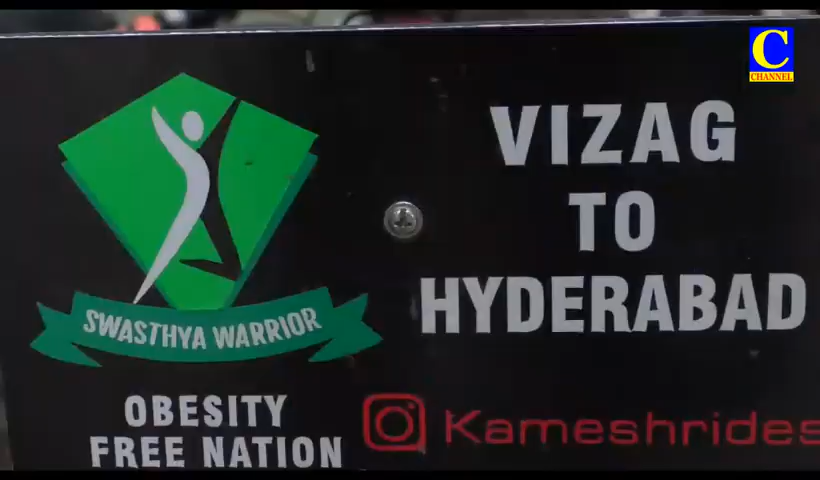 C
CHANNEL
VIZAG
TO
HYDERABAD
SWASTHYA WARRIOR
OBESITY
FREE NATION
Kameshrides